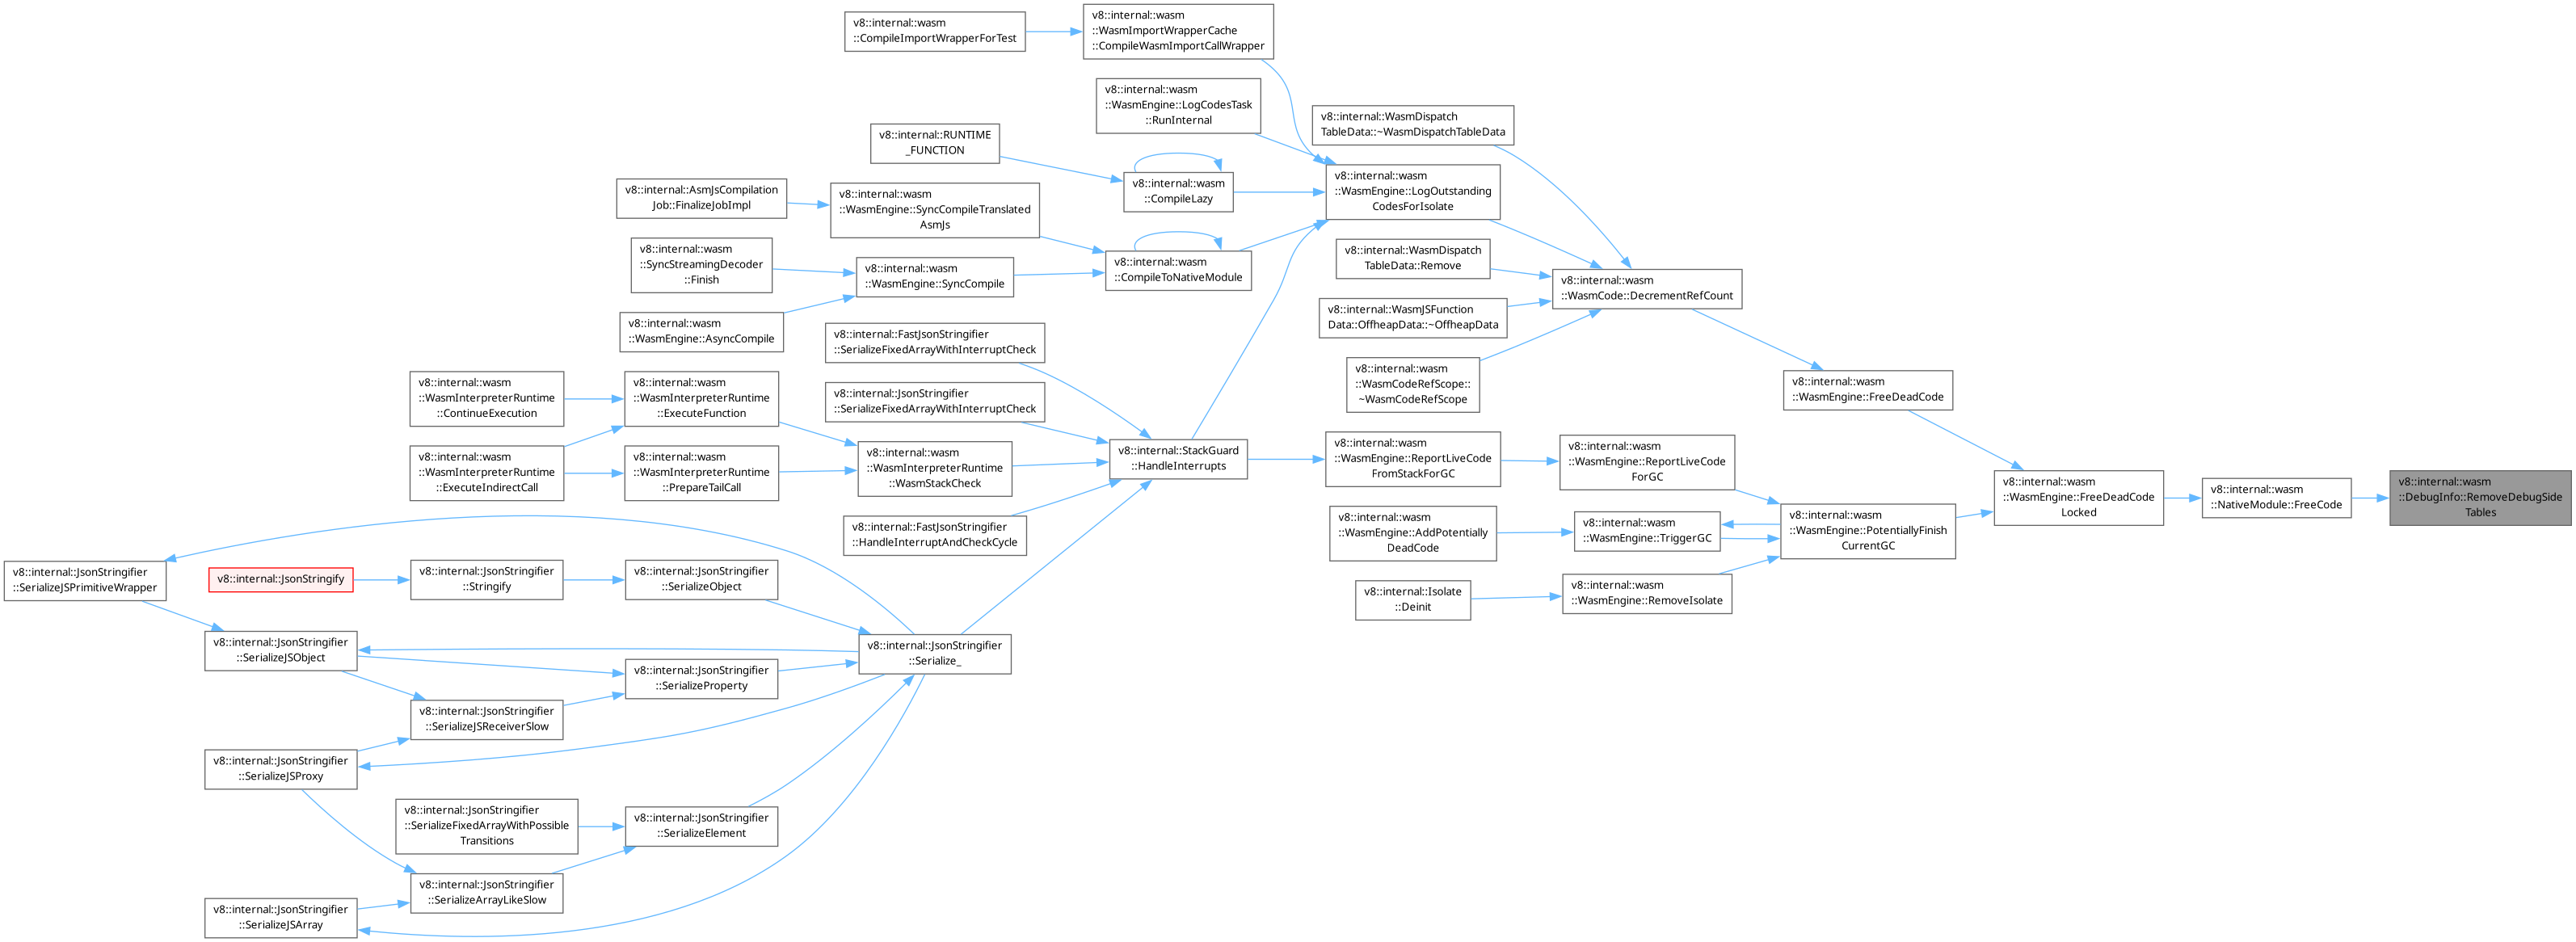 v8::internal::wasm
::CompileImportWrapperForTest
v8::internal::wasm
::WasmImportWrapperCache
::CompileWasmImportCallWrapper
v8::internal::wasm
::WasmEngine::LogCodesTask
::RunInternal
v8::internal::WasmDispatch
TableData::~WasmDispatchTableData
v8::internal::RUNTIME
_FUNCTION
v8::internal::wasm
::CompileLazy
v8::internal::wasm
::WasmEngine::LogOutstanding
CodesForIsolate
v8::internal::AsmJsCompilation
Job::FinalizeJobImpl
v8::internal::wasm
::WasmEngine::SyncCompileTranslated
AsmJs
v8::internal::wasm
::SyncStreamingDecoder
::Finish
v8::internal::wasm
::WasmEngine::SyncCompile
v8::internal::wasm
::CompileToNativeModule
v8::internal::WasmDispatch
TableData::Remove
v8::internal::wasm
::WasmCode::DecrementRefCount
v8::internal::wasm
::WasmEngine::AsyncCompile
v8::internal::WasmJSFunction
Data::OffheapData::~OffheapData
v8::internal::FastJsonStringifier
::SerializeFixedArrayWithInterruptCheck
v8::internal::wasm
::WasmCodeRefScope::
~WasmCodeRefScope
v8::internal::wasm
::WasmInterpreterRuntime
::ContinueExecution
v8::internal::wasm
::WasmInterpreterRuntime
::ExecuteFunction
v8::internal::JsonStringifier
::SerializeFixedArrayWithInterruptCheck
v8::internal::wasm
::WasmEngine::FreeDeadCode
v8::internal::wasm
::WasmInterpreterRuntime
::ExecuteIndirectCall
v8::internal::wasm
::WasmInterpreterRuntime
::PrepareTailCall
v8::internal::wasm
::WasmInterpreterRuntime
::WasmStackCheck
v8::internal::StackGuard
::HandleInterrupts
v8::internal::wasm
::WasmEngine::ReportLiveCode
FromStackForGC
v8::internal::wasm
::WasmEngine::ReportLiveCode
ForGC
v8::internal::wasm
::WasmEngine::FreeDeadCode
Locked
v8::internal::wasm
::NativeModule::FreeCode
v8::internal::wasm
::DebugInfo::RemoveDebugSide
Tables
v8::internal::FastJsonStringifier
::HandleInterruptAndCheckCycle
v8::internal::wasm
::WasmEngine::AddPotentially
DeadCode
v8::internal::wasm
::WasmEngine::TriggerGC
v8::internal::wasm
::WasmEngine::PotentiallyFinish
CurrentGC
v8::internal::JsonStringifier
::SerializeJSPrimitiveWrapper
v8::internal::JsonStringify
v8::internal::JsonStringifier
::Stringify
v8::internal::JsonStringifier
::SerializeObject
v8::internal::Isolate
::Deinit
v8::internal::wasm
::WasmEngine::RemoveIsolate
v8::internal::JsonStringifier
::SerializeJSObject
v8::internal::JsonStringifier
::SerializeProperty
v8::internal::JsonStringifier
::Serialize_
v8::internal::JsonStringifier
::SerializeJSReceiverSlow
v8::internal::JsonStringifier
::SerializeJSProxy
v8::internal::JsonStringifier
::SerializeFixedArrayWithPossible
Transitions
v8::internal::JsonStringifier
::SerializeElement
v8::internal::JsonStringifier
::SerializeArrayLikeSlow
v8::internal::JsonStringifier
::SerializeJSArray